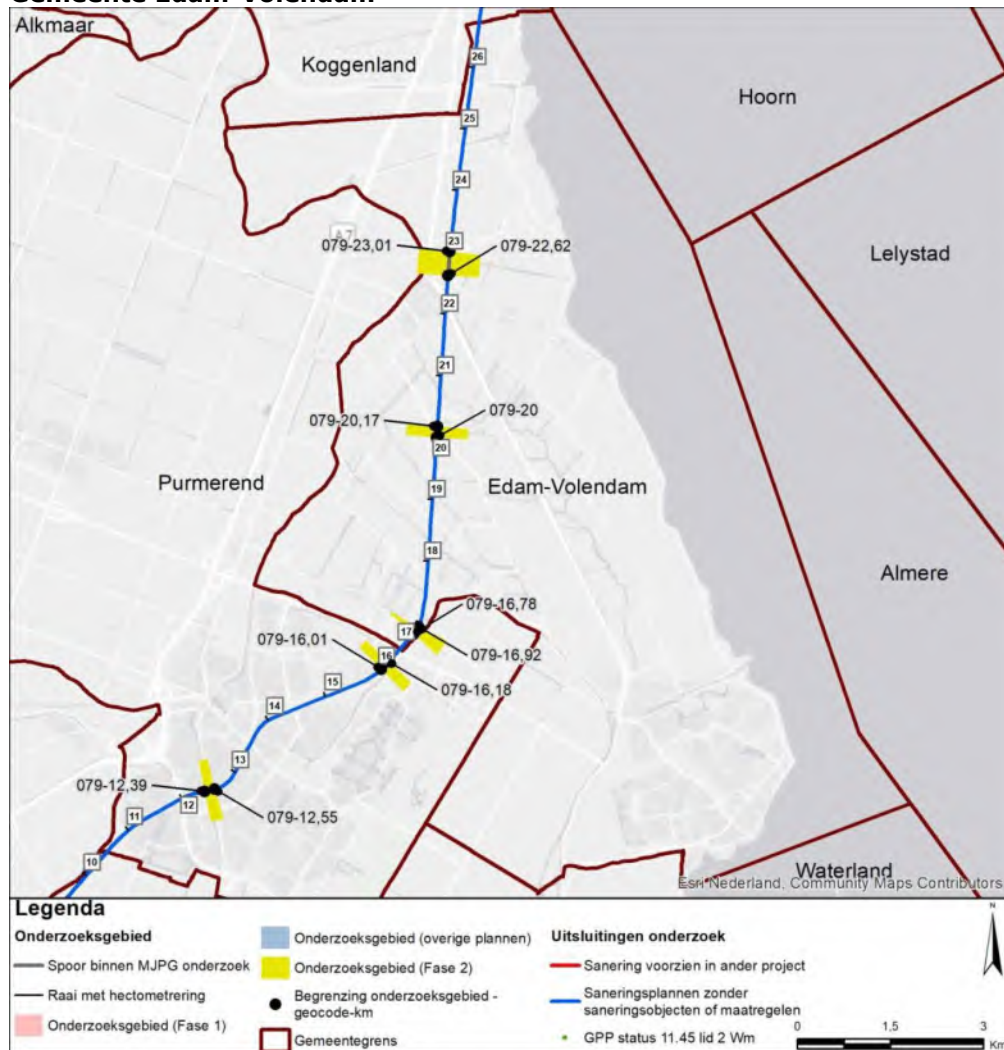 Gemeente Edam-Volendam
Alkmaar
Koggenland
26
Hoorn
25
24
A7
23
079-23,01
079-22,62
Lelystad
22
21
079-20,17
079-20
20
Purmerend
19
Edam-Volendam
18
Almere
079-16,78
17
079-16,01
16
079-16,92
15
079-16,18
14
13
079-12,39
12
079-12,55
11
10
Waterland
Esri Nederland, Community Maps Contributors
Legenda
Onderzoeksgebied
Spoor binnen MJPG onderzoek
Raai met hectometrering
Onderzoeksgebied (Fase 1)
Onderzoeksgebied (overige plannen)
Onderzoeksgebied (Fase 2)
Begrenzing onderzoeksgebied -
geocode-km
Gemeentegrens
Uitsluitingen onderzoek
Sanering voorzien in ander project
Saneringsplannen zonder
saneringsobjecten of maatregelen
GPP status 11.45 lid 2 Wm
N
0 1,5 3
Km